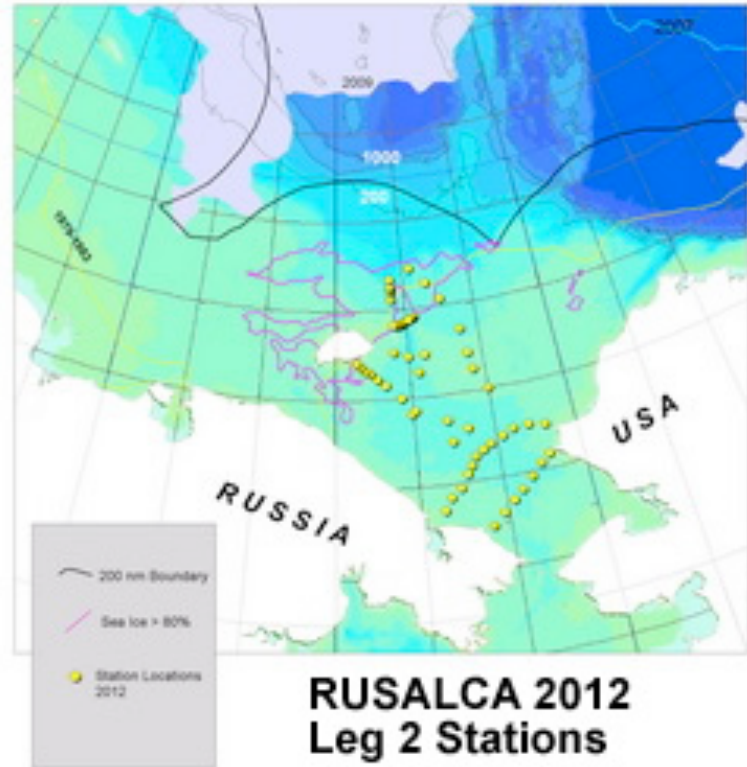 2007
2009
1000
200
1979-1993
USA
RUSSIA
200 nm Boundary
Sea Ice > 80%
Station Locations
2012
RUSALCA 2012
Leg 2 Stations